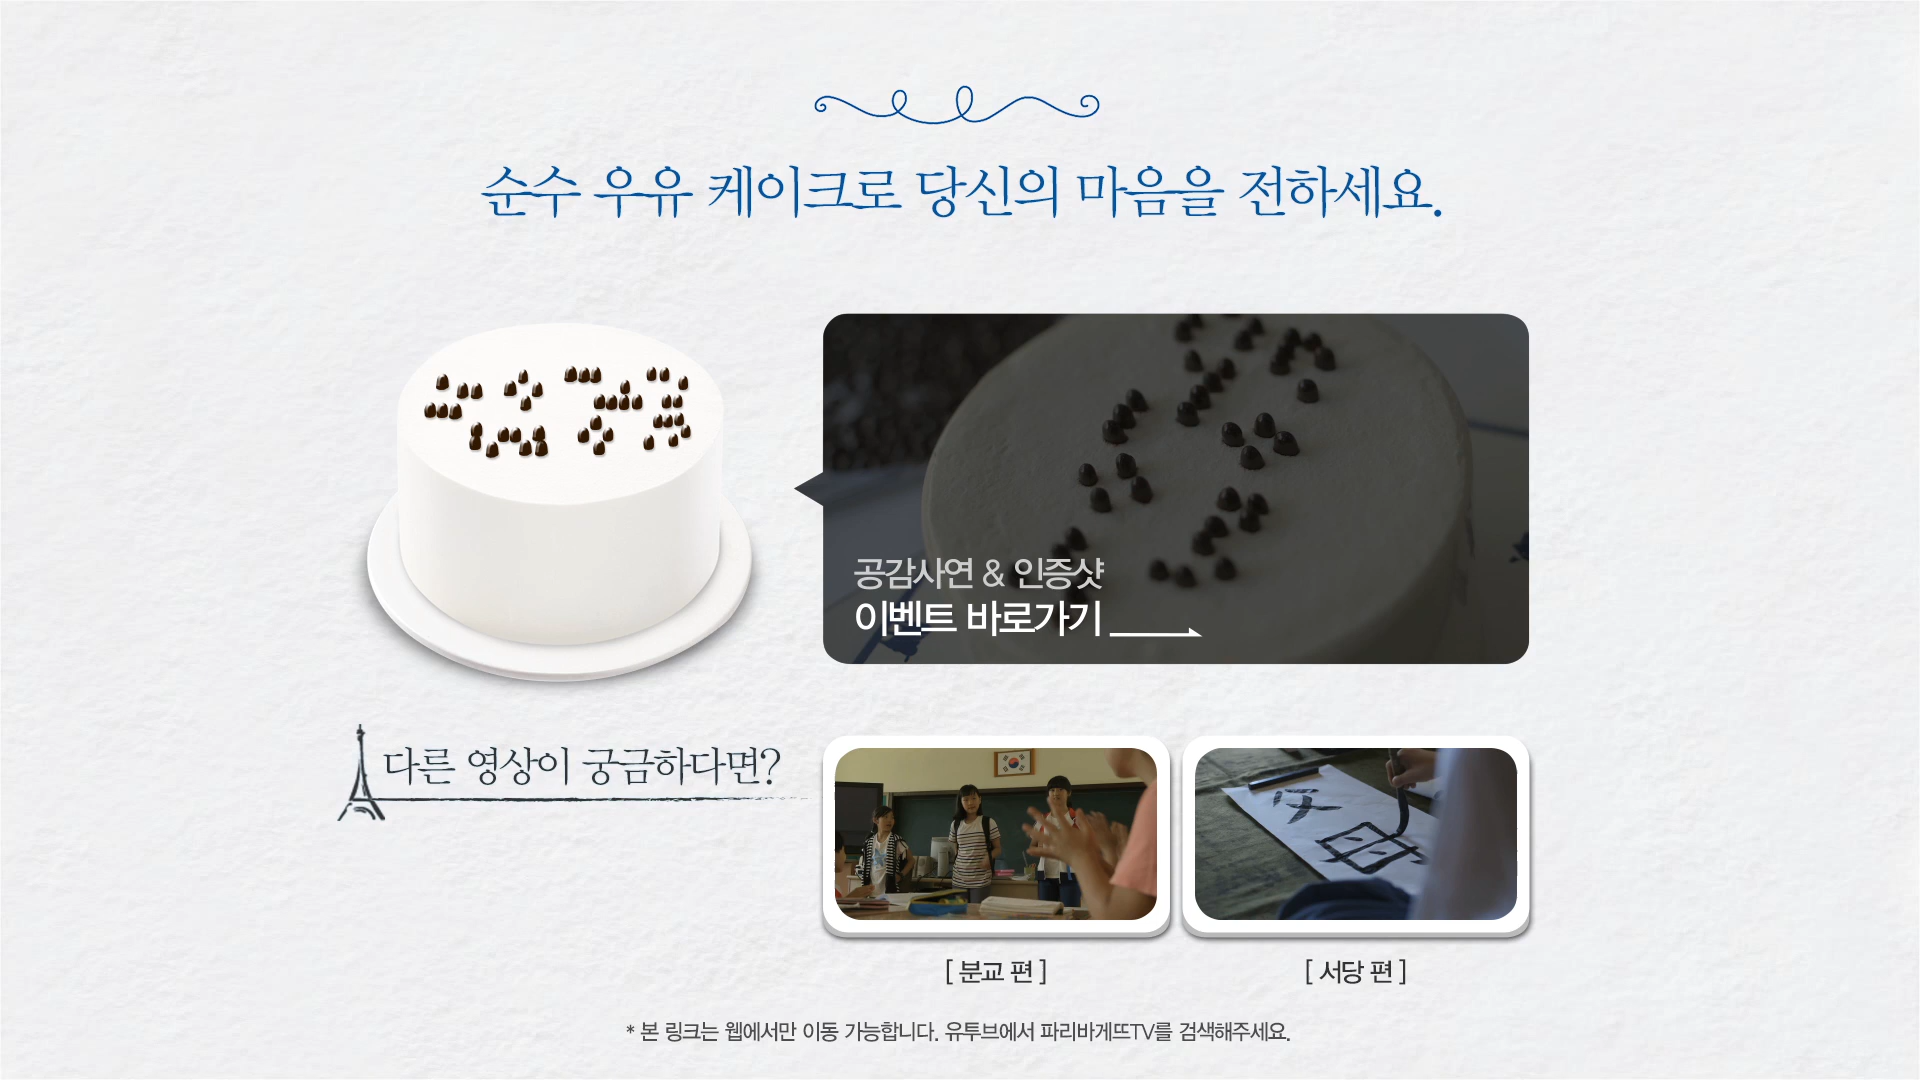 순수 우유 케이크로 당신의 마음을 전하세요.
공감사연 & 인증샷
이벤트 바로가기
다른 영상이 궁금하다면?
[ 분교 편 ]
[ 서당 편 ]
* 본 링크는 웹에서만 이동 가능합니다. 유투브에서 파리바게뜨TV를 검색해주세요.